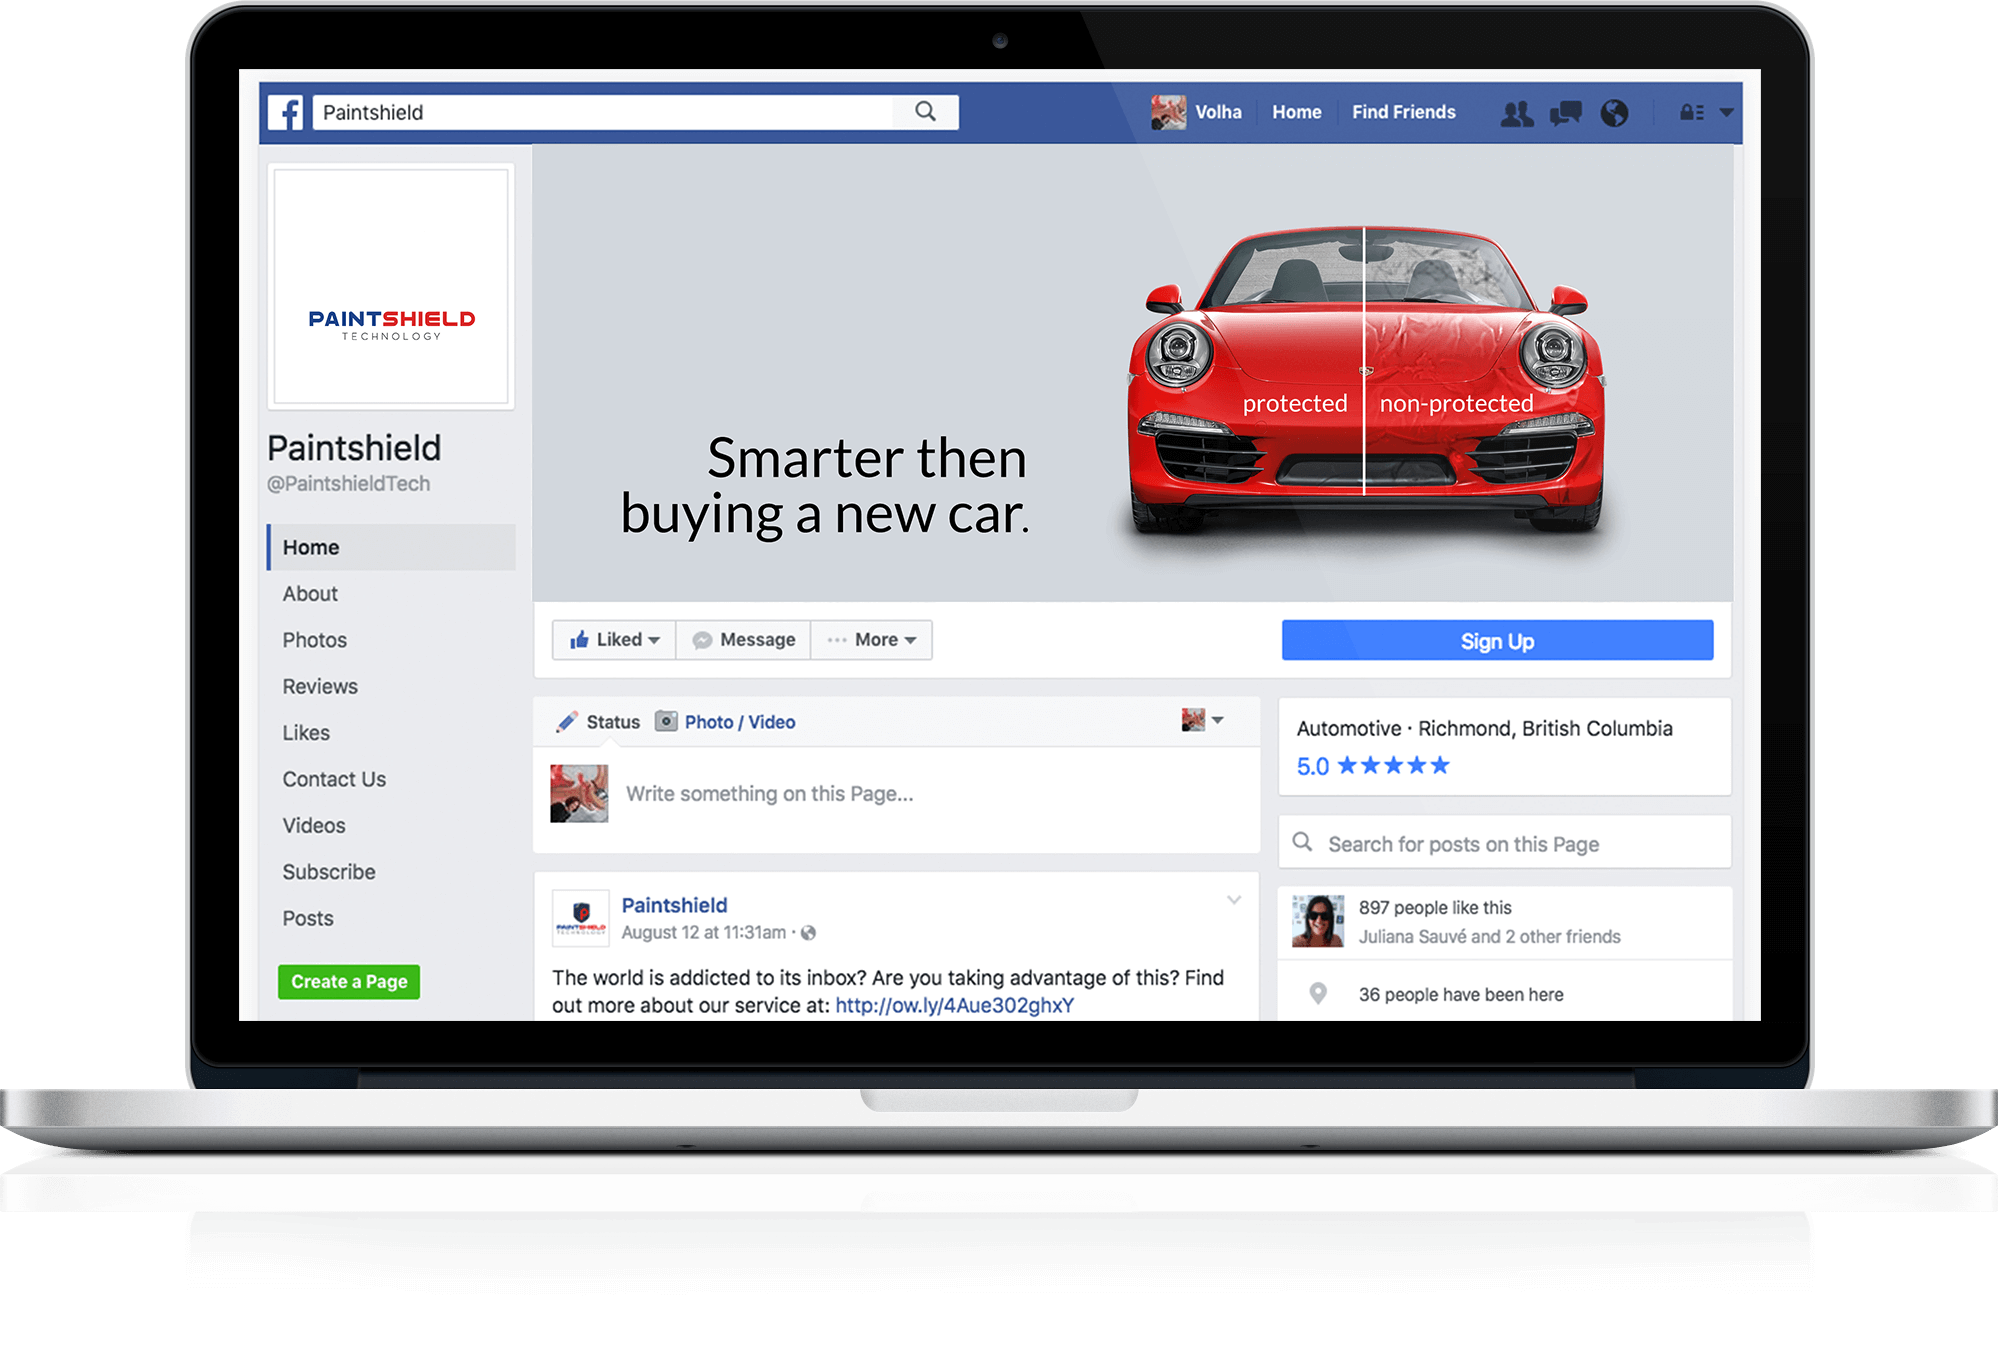 Paintshield
Volha
Home
Find Friends
PAINTSHIELD
TECHNOLOGY
Paintshield
@PaintshieldTech
Home
About
Photos
Reviews
Likes
Contact Us
Videos
Subscribe
Posts
Create a Page
protected
non-protected
Smarter then
buying a new car.
Liked
Message
More
Sign Up
Status
Photo / Video
Write something on this Page...
PAINTSHIELD
TECHNOLOGY
Paintshield
August 12 at 11:31am ·
The world is addicted to its inbox? Are you taking advantage of this? Find
out more about our service at: http://ow.ly/4Aue302ghxY
Automotive · Richmond, British Columbia
5.0 ★★★★★
Search for posts on this Page
897 people like this
Juliana Sauvé and 2 other friends
36 people have been here